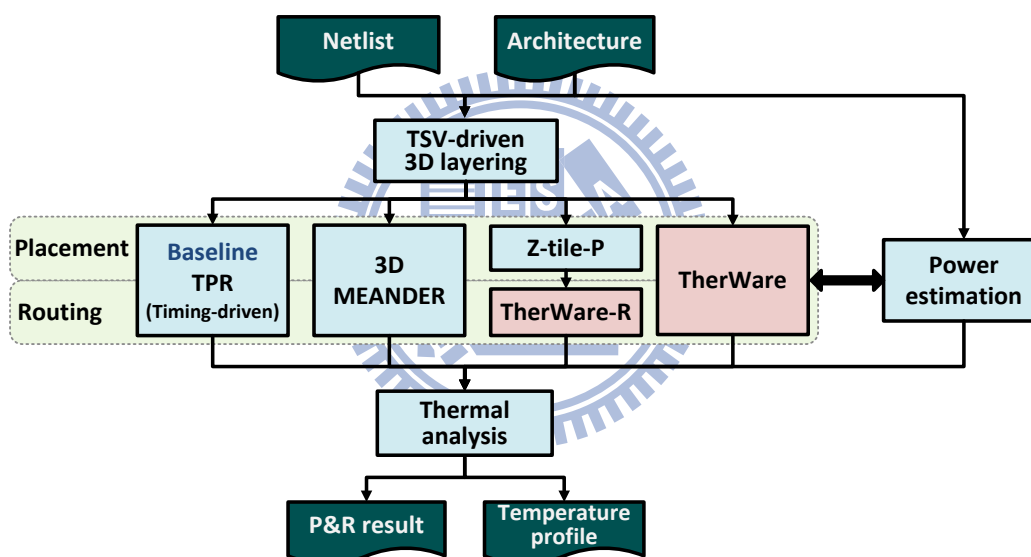 Netlist
Architecture
TSV-driven
3D layering
Placement
Routing
Baseline
TPR
(Timing-driven)
3D
MEANDER
Z-tile-P
TherWare-R
TherWare
Power
estimation
Thermal
analysis
P&R result
Temperature
profile